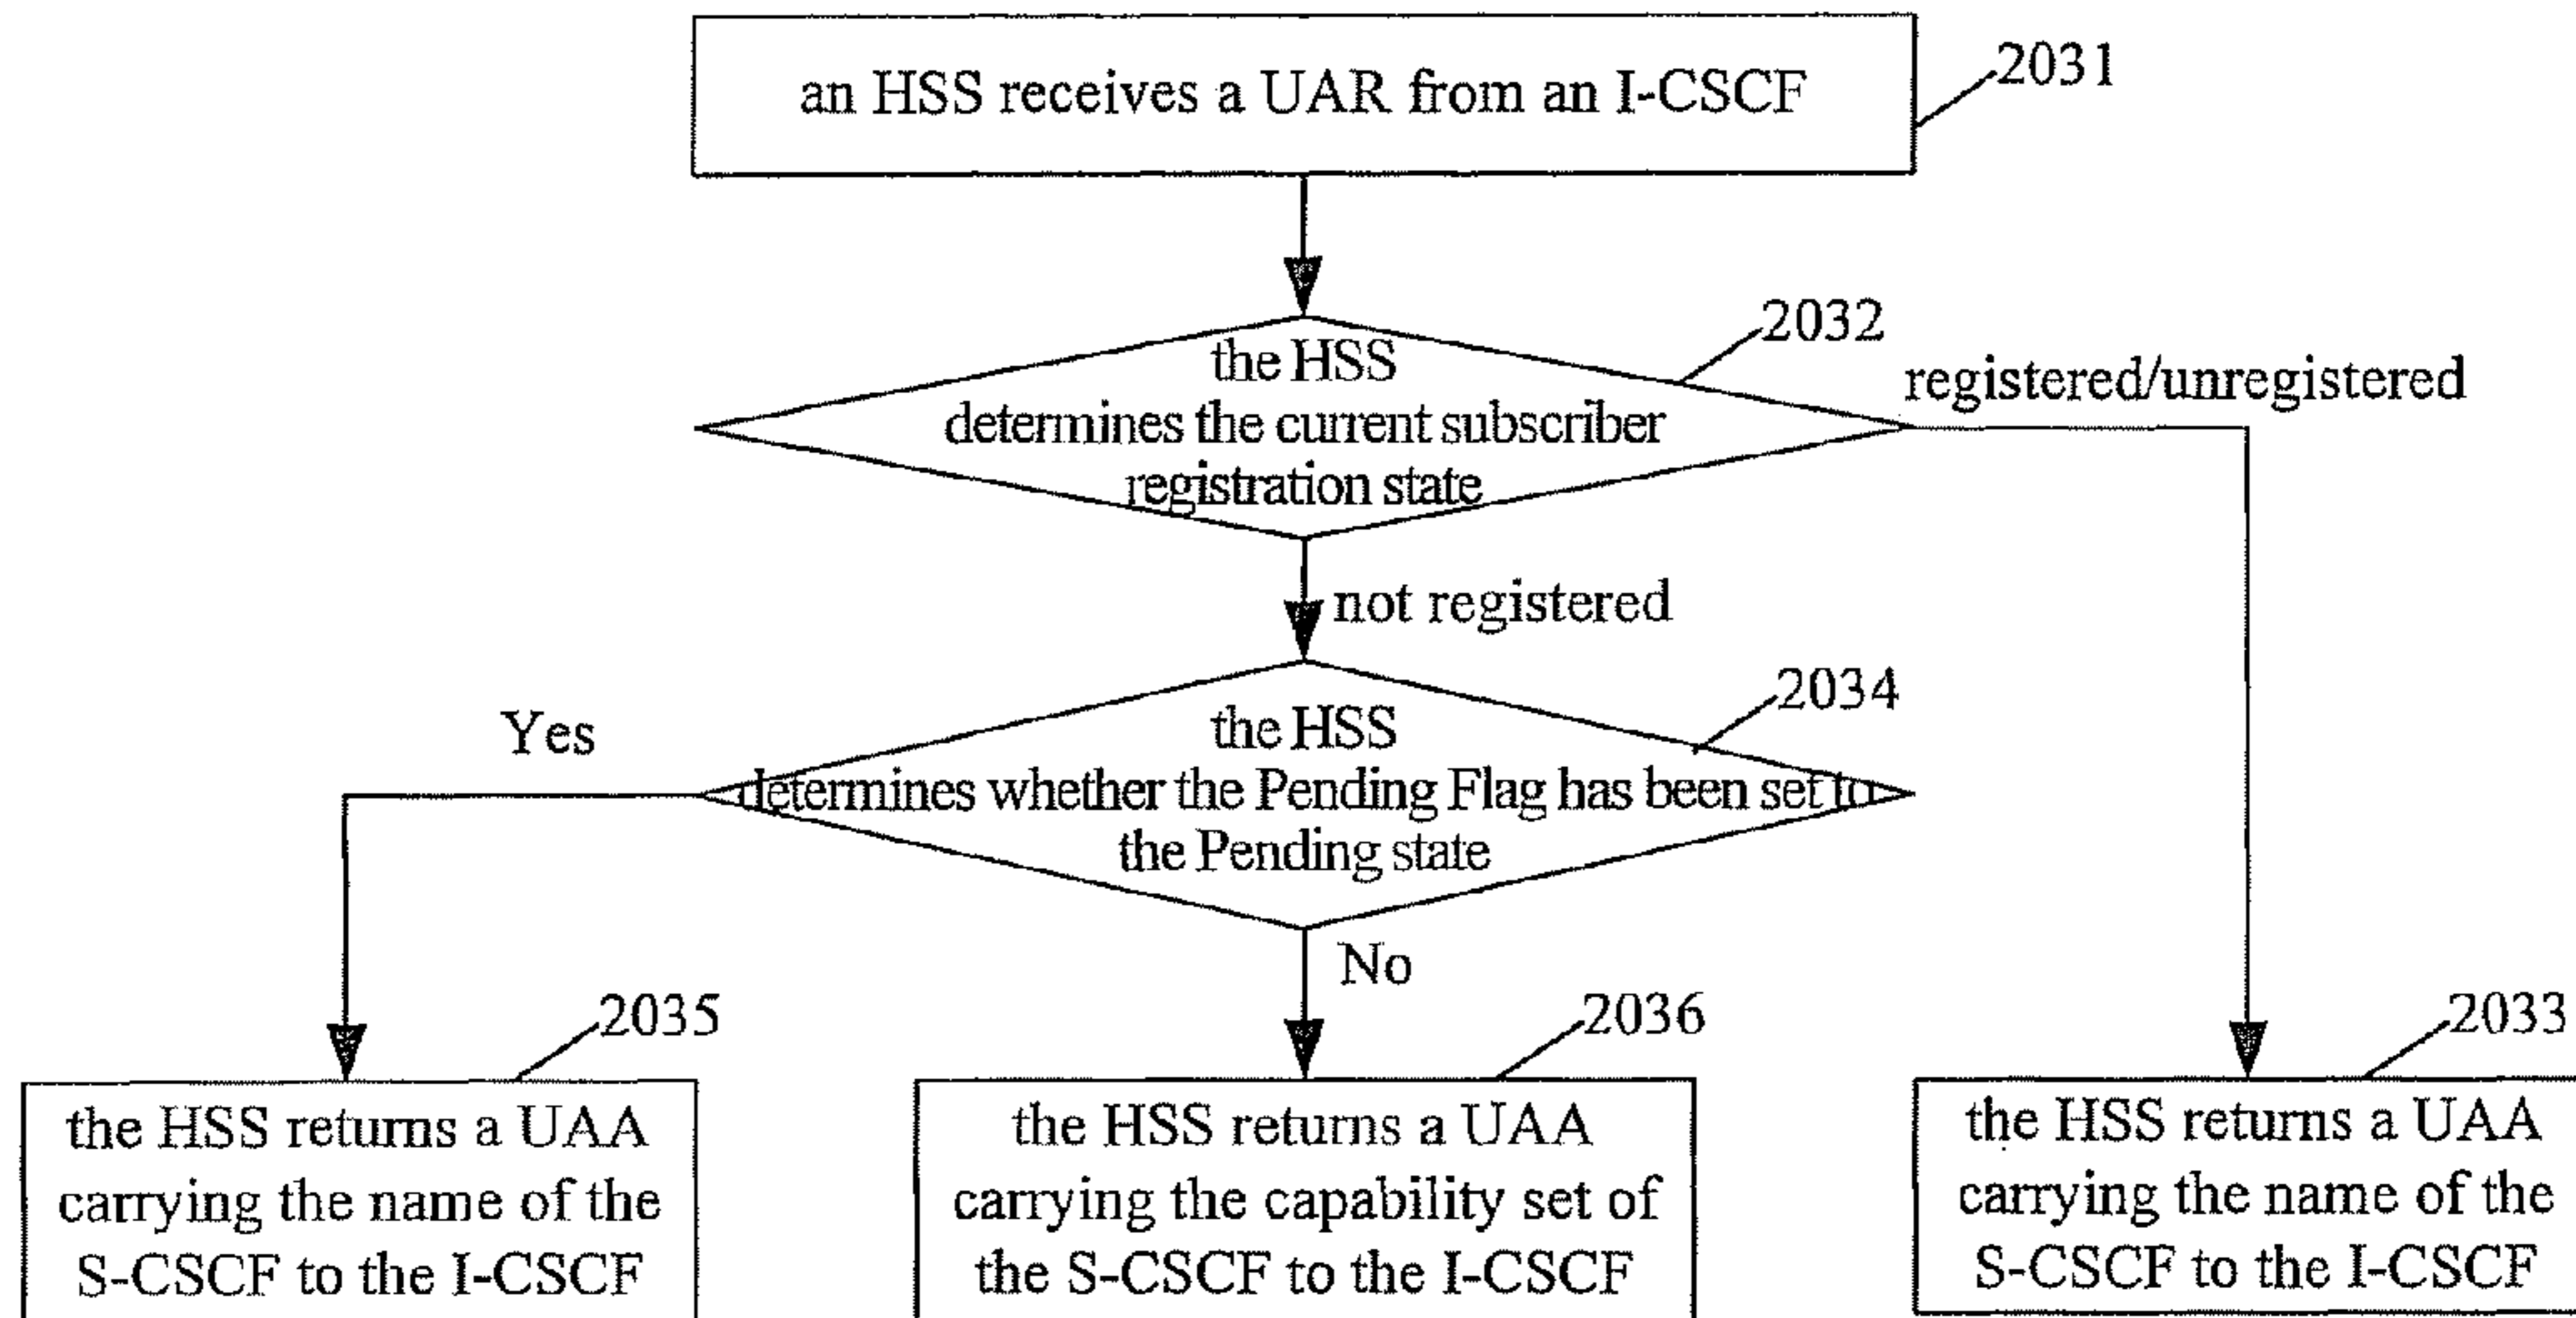 an HSS receives a UAR from an I-CSCF
2031
2032
the HSS
determines the current subscriber
registration state
registered/unregistered
not registered
2034
the HSS
determines whether the Pending Flag has been set to
the Pending state
Yes
No
2035
the HSS returns a UAA
carrying the name of the
S-CSCF to the I-CSCF
2036
the HSS returns a UAA
carrying the capability set of
the S-CSCF to the I-CSCF
2033
the HSS returns a UAA
carrying the name of the
S-CSCF to the I-CSCF